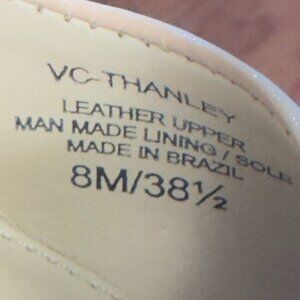 VC-THANLEY
LEATHER UPPER
MAN MADE LINING / SOLE
MADE IN BRAZIL
8M/38½